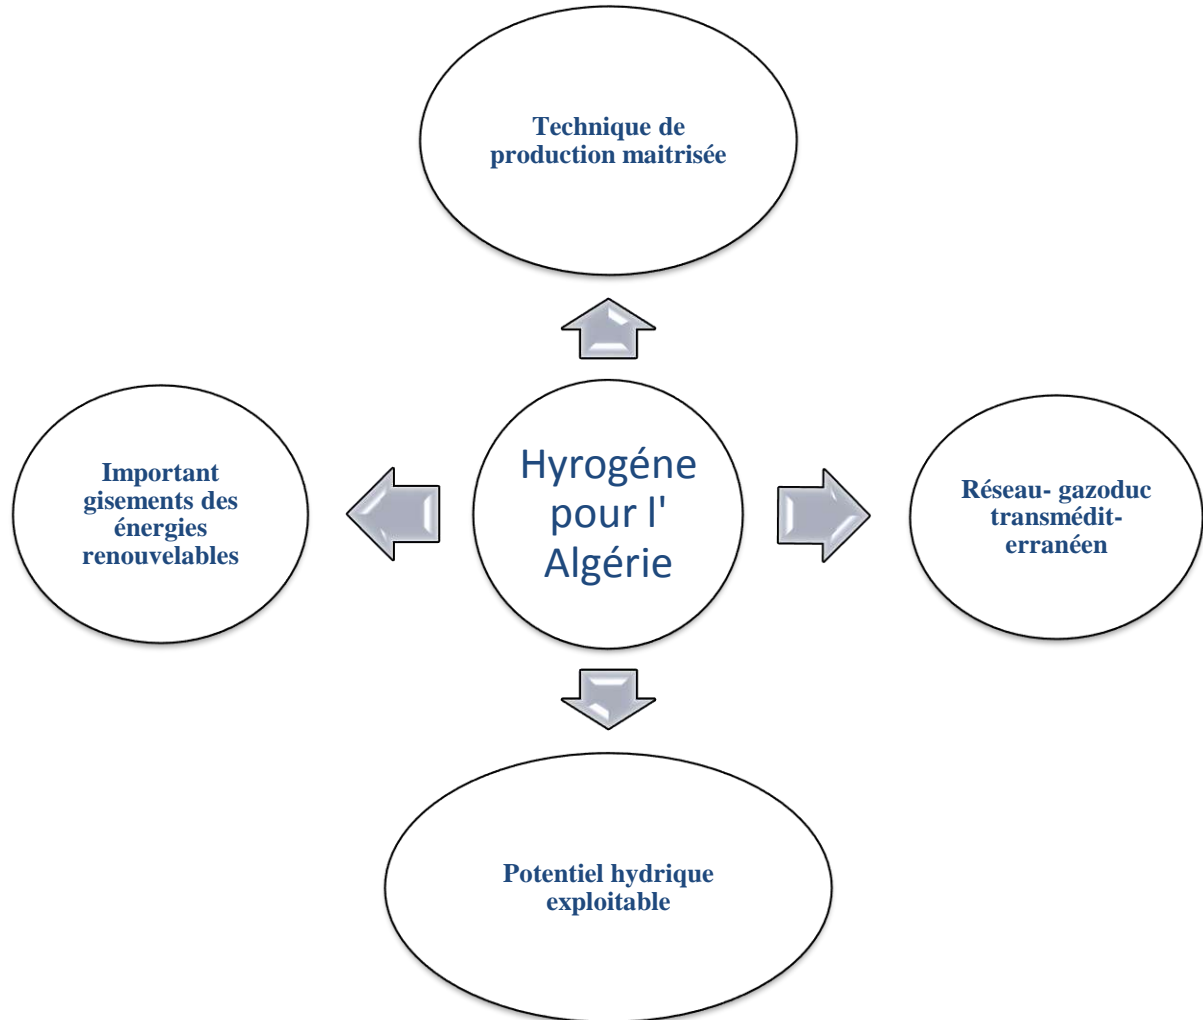 Technique de
production maitrisée
Important
gisements des
énergies
renouvelables
Hyrogéne
pour l'
Algérie
Réseau- gazoduc
transmédit-
erranéen
Potentiel hydrique
exploitable